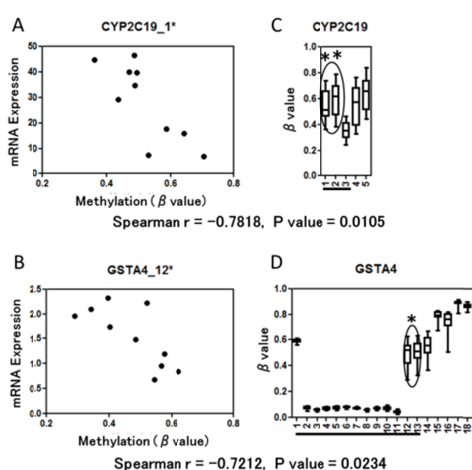 A
CYP2C19_1*
mRNA Expression
50
40
30
20
10
0
0.2 0.4 0.6 0.8
Methylation (β value)
C
CYP2C19
β value
1.0
0.8
0.6
0.4
0.2
0.0
* *
1 2 3 4 5
Spearman r = −0.7818, P value = 0.0105
B
GSTA4_12*
mRNA Expression
2.5
2.0
1.5
1.0
0.5
0.0
0.2 0.4 0.6 0.8
Methylation (β value)
D
GSTA4
β value
1.0
0.8
0.6
0.4
0.2
0.0
*
1 2 3 4 5 6 7 8 9 10 11 12 13 14 15 16 17 18
Spearman r = −0.7212, P value = 0.0234